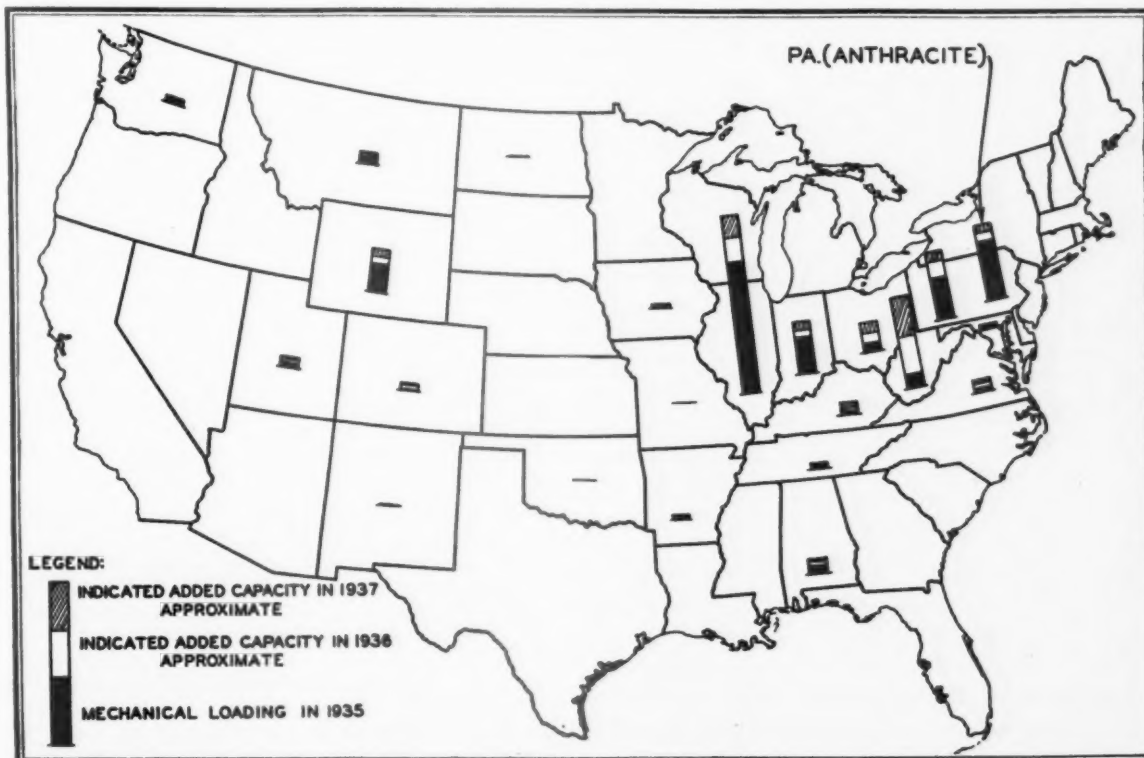 PA.(ANTHRACITE)
LEGEND:
INDICATED ADDED CAPACITY IN 1937
APPROXIMATE
INDICATED ADDED CAPACITY IN 1936
APPROXIMATE
MECHANICAL LOADING IN 1935